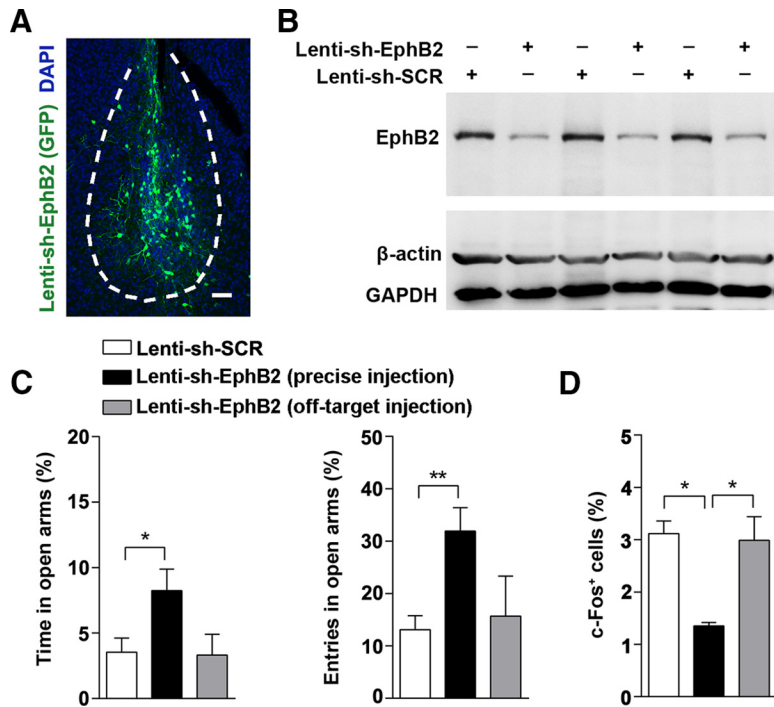 A
Lenti-sh-EphB2 (GFP) DAPI
B
Lenti-sh-EphB2 – + – + – +
Lenti-sh-SCR + – + – + –
EphB2
β-actin
GAPDH
Lenti-sh-SCR
Lenti-sh-EphB2 (precise injection)
Lenti-sh-EphB2 (off-target injection)
C
Time in open arms (%)
20
15
10
5
0
*
Entries in open arms (%)
50
40
30
20
10
0
**
D
c-Fos⁺ cells (%)
5
4
3
2
1
0
* *